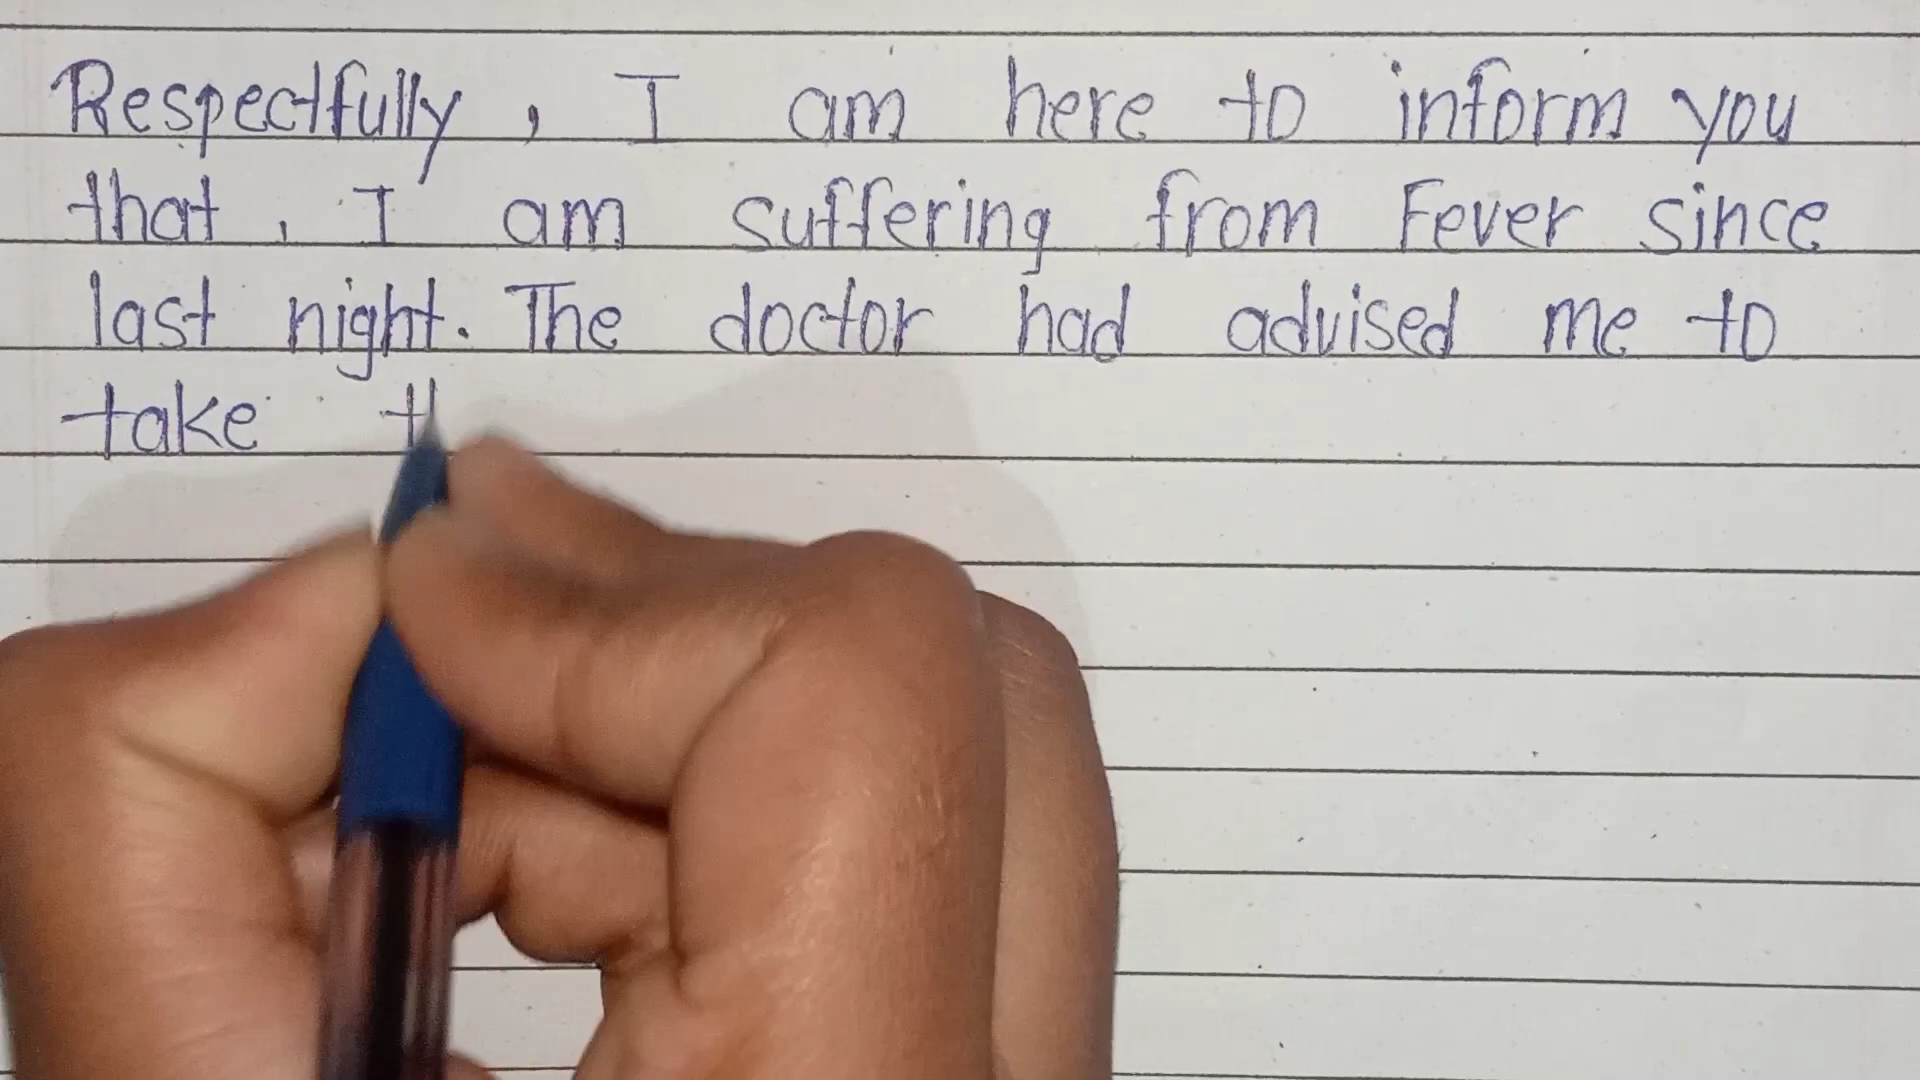 Respectfully, I am here to inform you
that, I am suffering from Fever since
last night. The doctor had advised me to
take